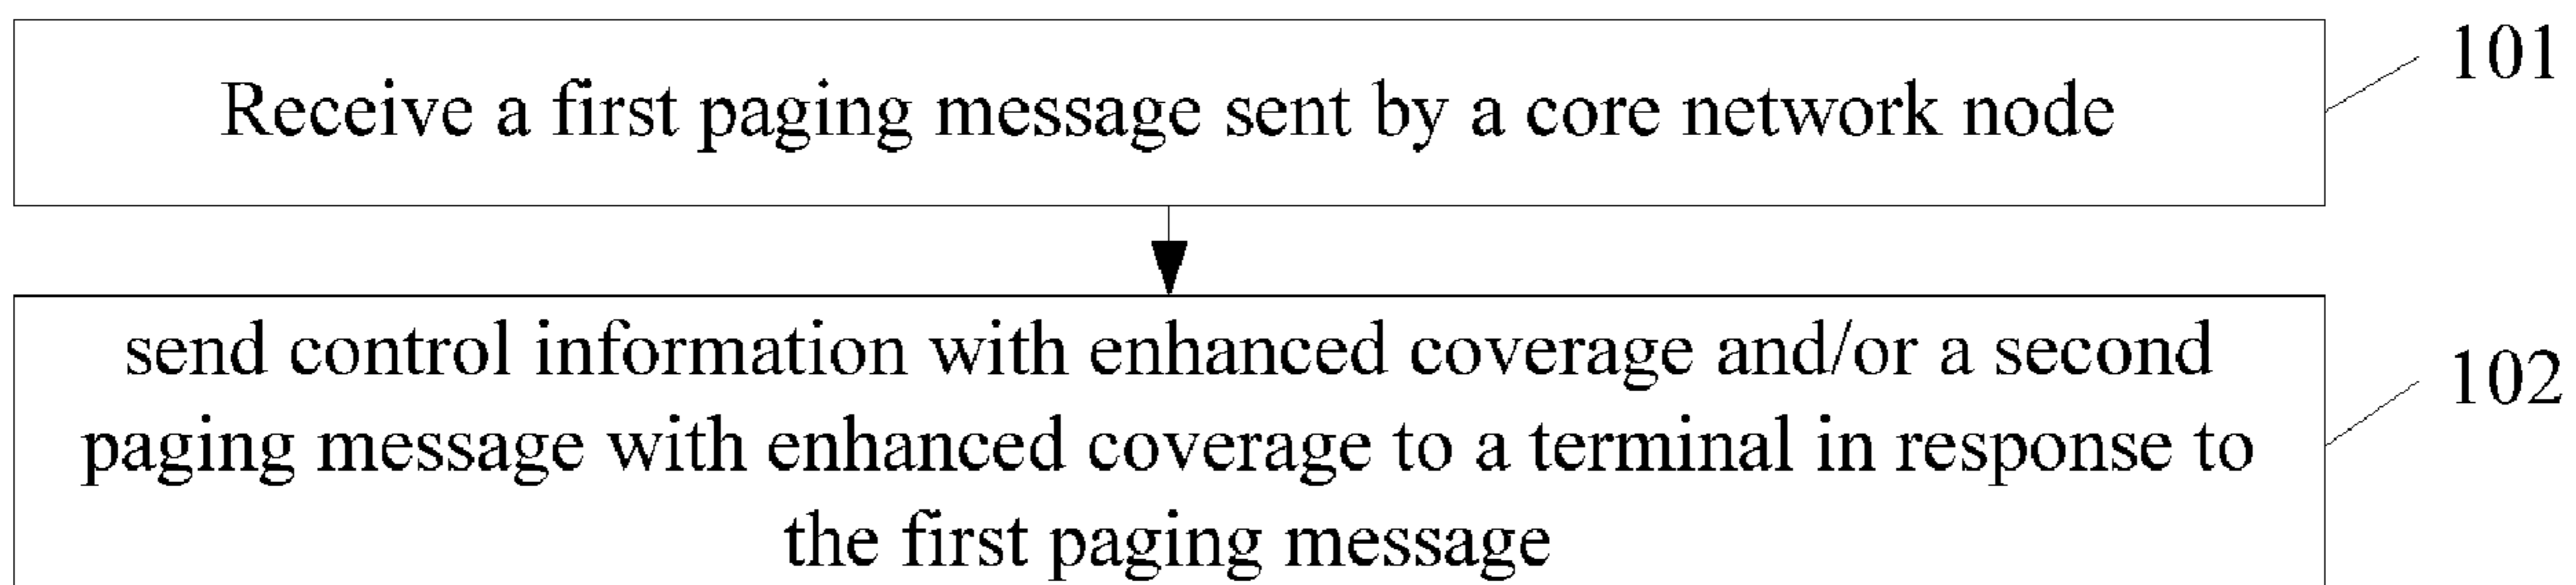 Receive a first paging message sent by a core network node
101
send control information with enhanced coverage and/or a second
paging message with enhanced coverage to a terminal in response to
the first paging message
102